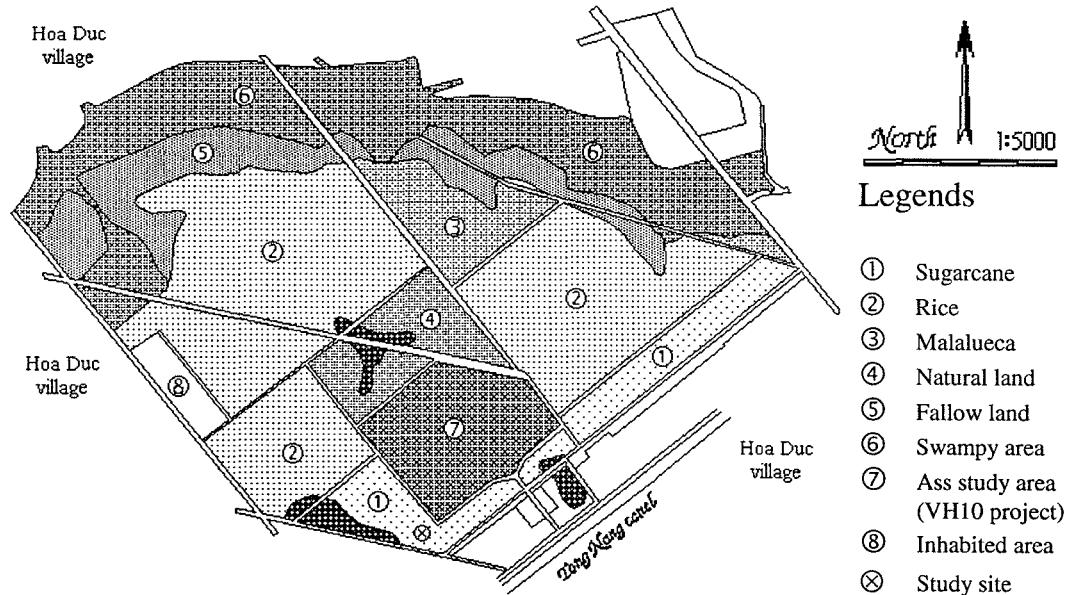 Hoa Duc
village
⑥
⑤
⑥
③
②
②
④
①
Hoa Duc
village
⑧
⑦
②
①
Hoa Duc
village
Tong Nang canel
North 1:5000
Legends
① Sugarcane
② Rice
③ Malalueca
④ Natural land
⑤ Fallow land
⑥ Swampy area
⑦ Ass study area
(VH10 project)
⑧ Inhabited area
⊗ Study site